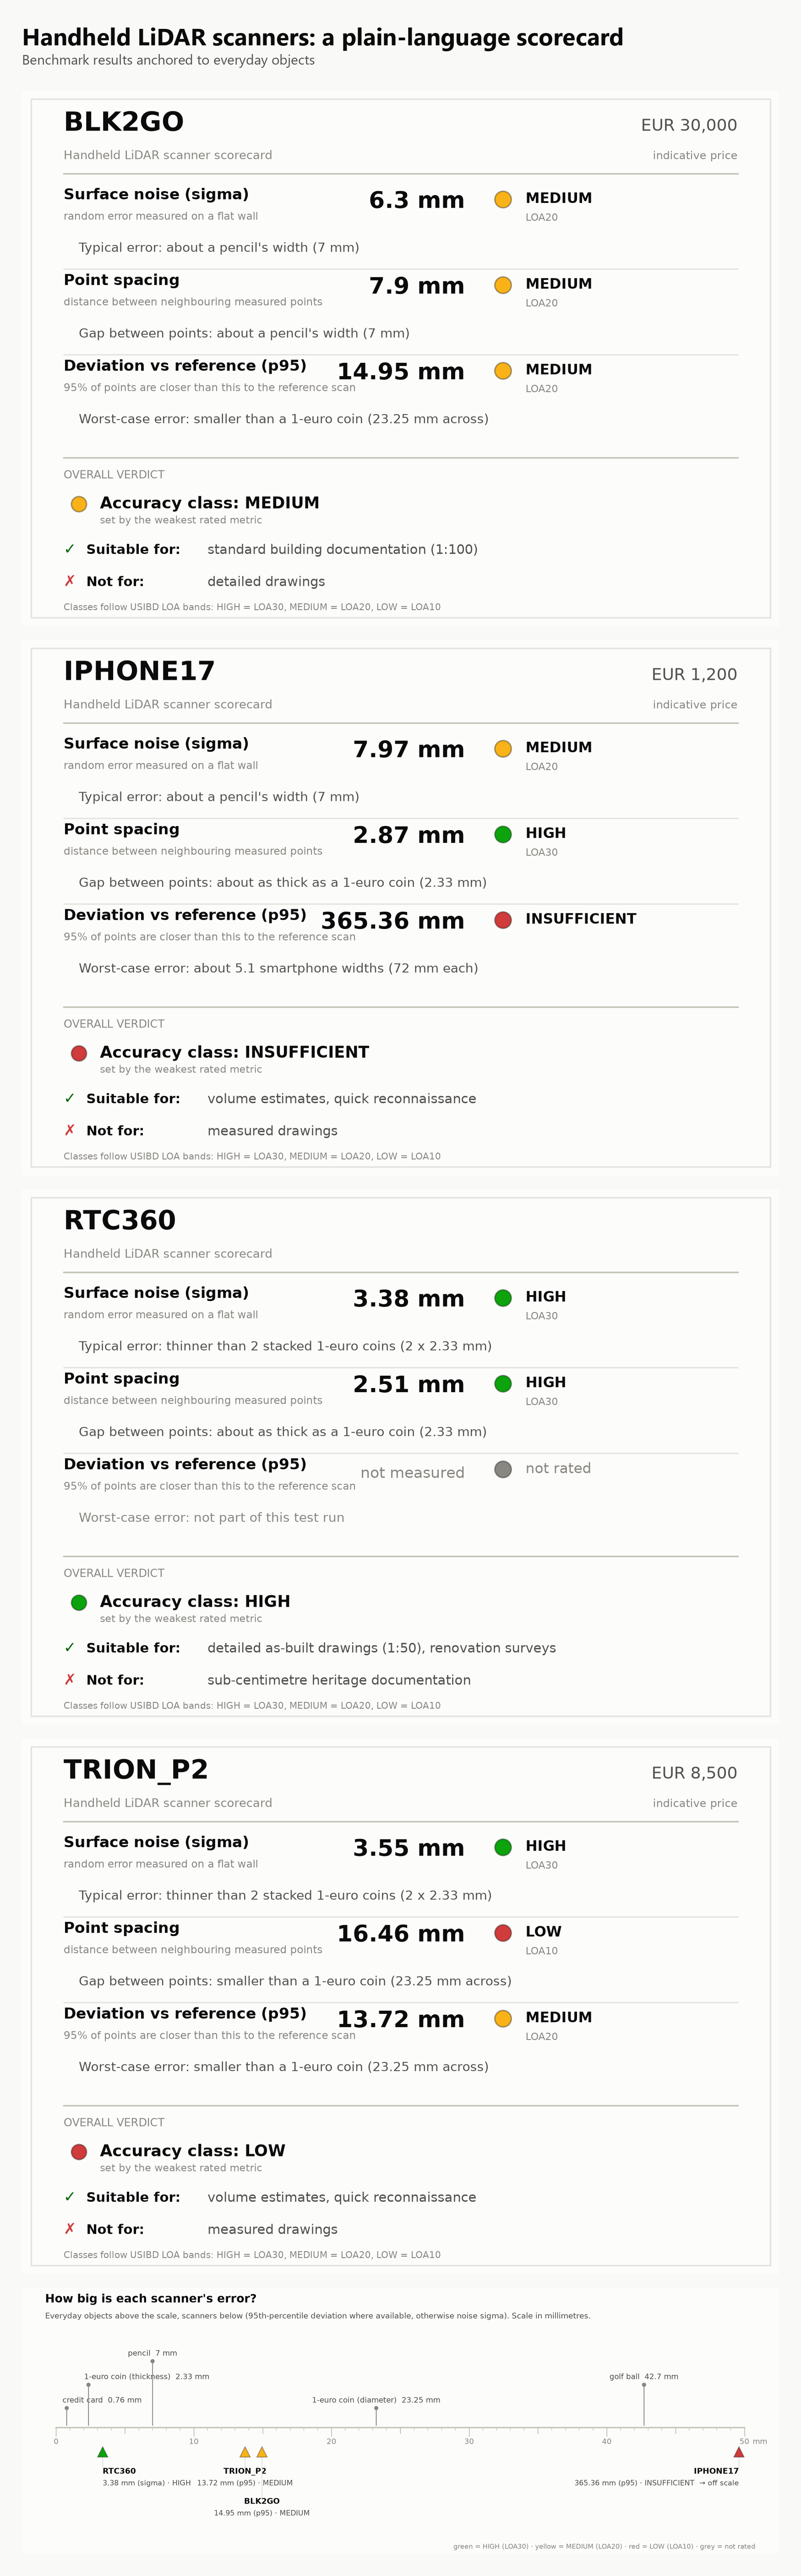 Handheld LiDAR scanners: a plain-language scorecard
Benchmark results anchored to everyday objects
BLK2GO
EUR 30,000
Handheld LiDAR scanner scorecard
indicative price
Surface noise (sigma)
6.3 mm
MEDIUM
random error measured on a flat wall
LOA20
Typical error: about a pencil's width (7 mm)
Point spacing
7.9 mm
MEDIUM
distance between neighbouring measured points
LOA20
Gap between points: about a pencil's width (7 mm)
Deviation vs reference (p95)
14.95 mm
MEDIUM
95% of points are closer than this to the reference scan
LOA20
Worst-case error: smaller than a 1-euro coin (23.25 mm across)
OVERALL VERDICT
Accuracy class: MEDIUM
set by the weakest rated metric
✓ Suitable for: standard building documentation (1:100)
✗ Not for: detailed drawings
Classes follow USIBD LOA bands: HIGH = LOA30, MEDIUM = LOA20, LOW = LOA10
IPHONE17
EUR 1,200
Handheld LiDAR scanner scorecard
indicative price
Surface noise (sigma)
7.97 mm
MEDIUM
random error measured on a flat wall
LOA20
Typical error: about a pencil's width (7 mm)
Point spacing
2.87 mm
HIGH
distance between neighbouring measured points
LOA30
Gap between points: about as thick as a 1-euro coin (2.33 mm)
Deviation vs reference (p95)
365.36 mm
INSUFFICIENT
95% of points are closer than this to the reference scan
Worst-case error: about 5.1 smartphone widths (72 mm each)
OVERALL VERDICT
Accuracy class: INSUFFICIENT
set by the weakest rated metric
✓ Suitable for: volume estimates, quick reconnaissance
✗ Not for: measured drawings
Classes follow USIBD LOA bands: HIGH = LOA30, MEDIUM = LOA20, LOW = LOA10
RTC360
Handheld LiDAR scanner scorecard
Surface noise (sigma)
3.38 mm
HIGH
random error measured on a flat wall
LOA30
Typical error: thinner than 2 stacked 1-euro coins (2 x 2.33 mm)
Point spacing
2.51 mm
HIGH
distance between neighbouring measured points
LOA30
Gap between points: about as thick as a 1-euro coin (2.33 mm)
Deviation vs reference (p95)
not measured
not rated
95% of points are closer than this to the reference scan
Worst-case error: not part of this test run
OVERALL VERDICT
Accuracy class: HIGH
set by the weakest rated metric
✓ Suitable for: detailed as-built drawings (1:50), renovation surveys
✗ Not for: sub-centimetre heritage documentation
Classes follow USIBD LOA bands: HIGH = LOA30, MEDIUM = LOA20, LOW = LOA10
TRION_P2
EUR 8,500
Handheld LiDAR scanner scorecard
indicative price
Surface noise (sigma)
3.55 mm
HIGH
random error measured on a flat wall
LOA30
Typical error: thinner than 2 stacked 1-euro coins (2 x 2.33 mm)
Point spacing
16.46 mm
LOW
distance between neighbouring measured points
LOA10
Gap between points: smaller than a 1-euro coin (23.25 mm across)
Deviation vs reference (p95)
13.72 mm
MEDIUM
95% of points are closer than this to the reference scan
LOA20
Worst-case error: smaller than a 1-euro coin (23.25 mm across)
OVERALL VERDICT
Accuracy class: LOW
set by the weakest rated metric
✓ Suitable for: volume estimates, quick reconnaissance
✗ Not for: measured drawings
Classes follow USIBD LOA bands: HIGH = LOA30, MEDIUM = LOA20, LOW = LOA10
How big is each scanner's error?
Everyday objects above the scale, scanners below (95th-percentile deviation where available, otherwise noise sigma). Scale in millimetres.
pencil 7 mm
1-euro coin (thickness) 2.33 mm
golf ball 42.7 mm
credit card 0.76 mm
1-euro coin (diameter) 23.25 mm
0 10 20 30 40 50 mm
RTC360
TRION_P2
IPHONE17
3.38 mm (sigma) · HIGH
13.72 mm (p95) · MEDIUM
365.36 mm (p95) · INSUFFICIENT → off scale
BLK2GO
14.95 mm (p95) · MEDIUM
green = HIGH (LOA30) · yellow = MEDIUM (LOA20) · red = LOW (LOA10) · grey = not rated